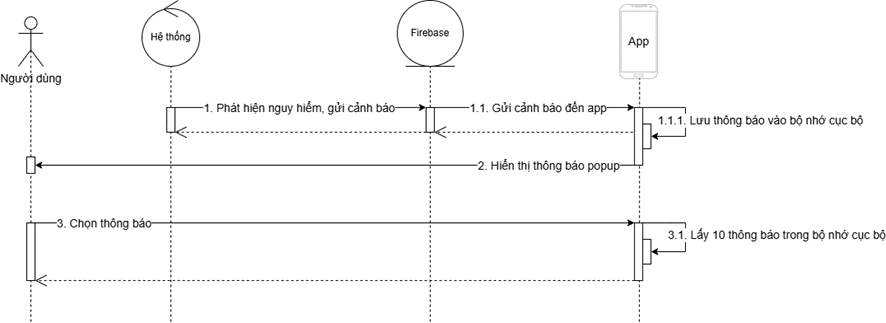 Hệ thống
Firebase
App
Người dùng
1. Phát hiện nguy hiểm, gửi cảnh báo
1.1. Gửi cảnh báo đến app
1.1.1. Lưu thông báo vào bộ nhớ cục bộ
2. Hiển thị thông báo popup
3. Chọn thông báo
3.1. Lấy 10 thông bảo trong bộ nhớ cục bộ